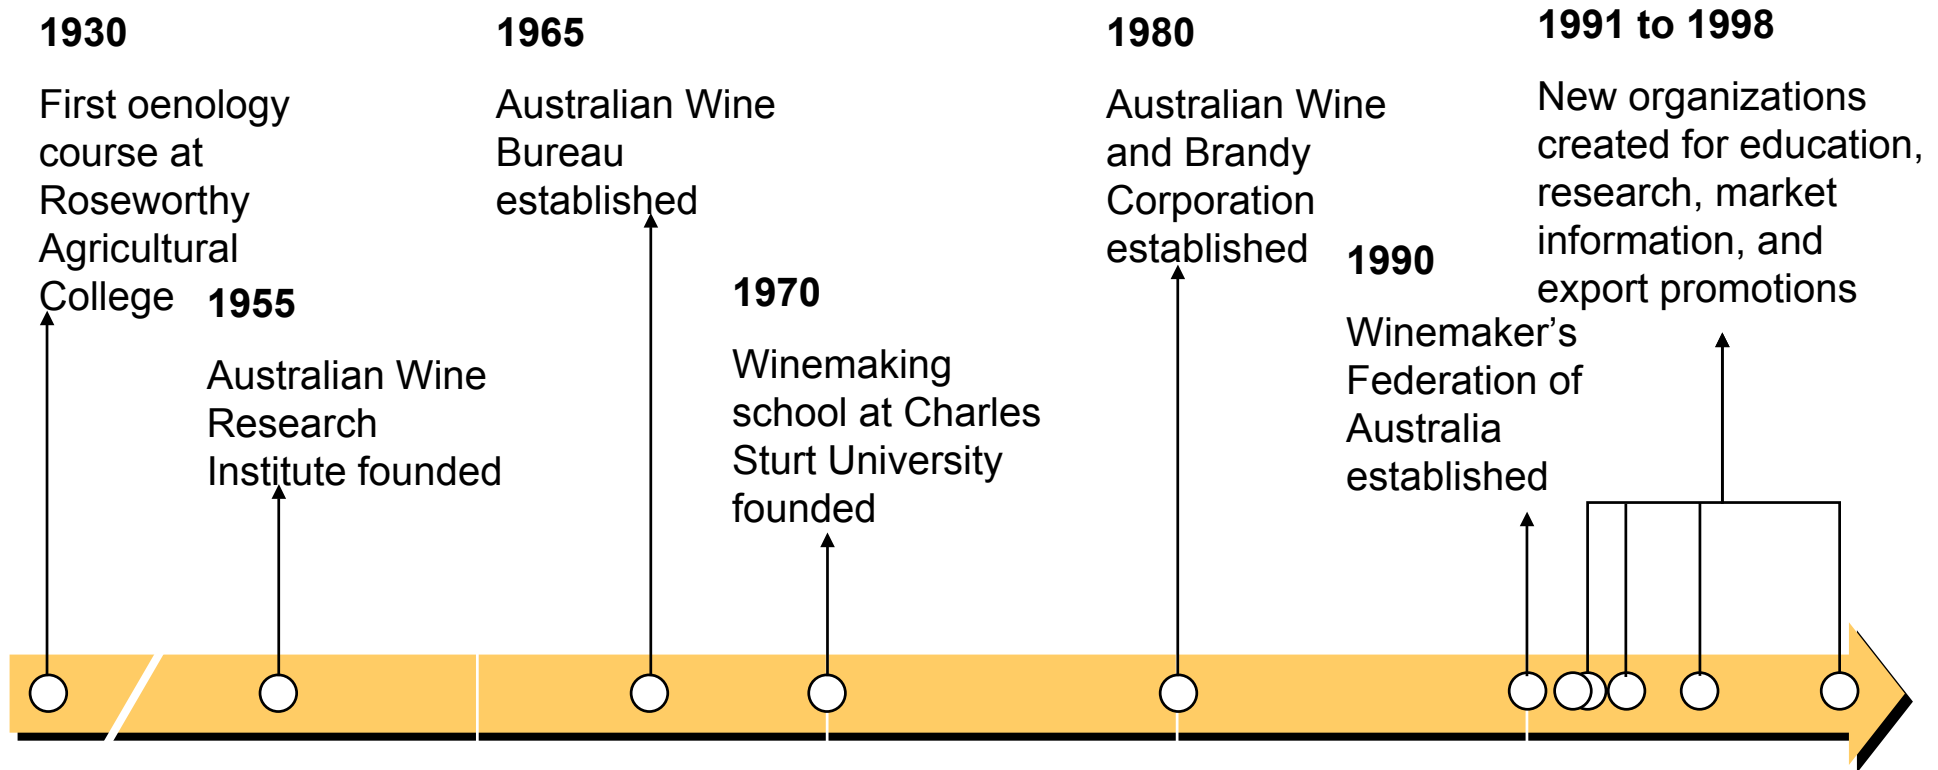 1930
First oenology
course at
Roseworthy
Agricultural
College
1955
Australian Wine
Research
Institute founded
1965
Australian Wine
Bureau
established
1970
Winemaking
school at Charles
Sturt University
founded
1980
Australian Wine
and Brandy
Corporation
established
1990
Winemaker’s
Federation of
Australia
established
1991 to 1998
New organizations
created for education,
research, market
information, and
export promotions